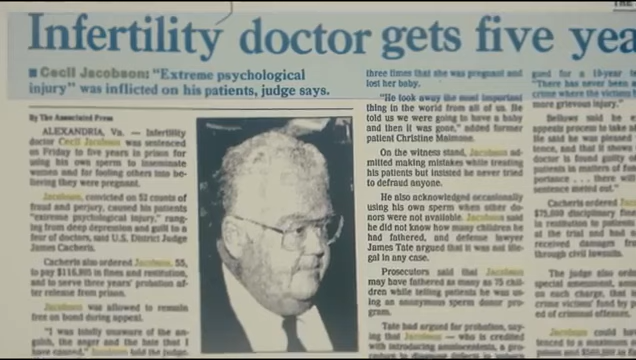 Infertility doctor gets five yea
Cecil Jacobson: "Extreme psychological
injury" was inflicted on his patients, judge says.
By The Associated Press
ALEXANDRIA, Va. — Infertility
doctor Cecil Jacobson was sentenced
on Friday to five years in prison for
using his own sperm to inseminate
women and for fooling others into be-
lieving they were pregnant.
Jacobson, convicted on 52 counts of
fraud and perjury, caused his patients
"extreme psychological injury," rang-
ing from deep depression and guilt to a
fear of doctors, said U.S. District Judge
James Cacheris.
Cacheris also ordered Jacobson, 55,
to pay $116,805 in fines and restitution,
and to serve three years' probation af-
ter release from prison.
Jacobson was allowed to remain
free on bond during appeal.
"I was totally unaware of the an-
guish, the anger and the hate that I
have caused," Jacobson told the judge.
three times that she was pregnant and
lost her baby.
"He took away the most important
thing in the world from all of us. He
told us we were going to have a baby
and then it was gone," added former
patient Christine Maimone.
On the witness stand, Jacobson ad-
mitted making mistakes while treating
his patients but insisted he never tried
to defraud anyone.
He also acknowledged occasionally
using his own sperm when other do-
nors were not available. Jacobson said
he did not know how many children he
had fathered, and defense lawyer
James Tate argued that it was not ille-
gal in any case.
Prosecutors said that Jacobson
may have fathered as many as 75 chil-
dren while telling patients he was us-
ing an anonymous sperm donor pro-
gram.
Tate had argued for probation, say-
ing that Jacobson — who is credited
with introducing amniocentesis, a pro-
"There has never been a
crime where the victims
more grievous injury."
Bellows said he
appeals process to take
He said he was pleased
tence, and that it shows
doctor is found guilty
patients in matters of
portance . . . there will
sentence meted out."
Cacheris ordered Jaco
$75,000
in restitution to patients
at the trial and had
received damages
through civil lawsuits.
The judge also
special assessment,
on each charge, that
crime victims' fund by
ed of criminal offenses.
Jacobson could